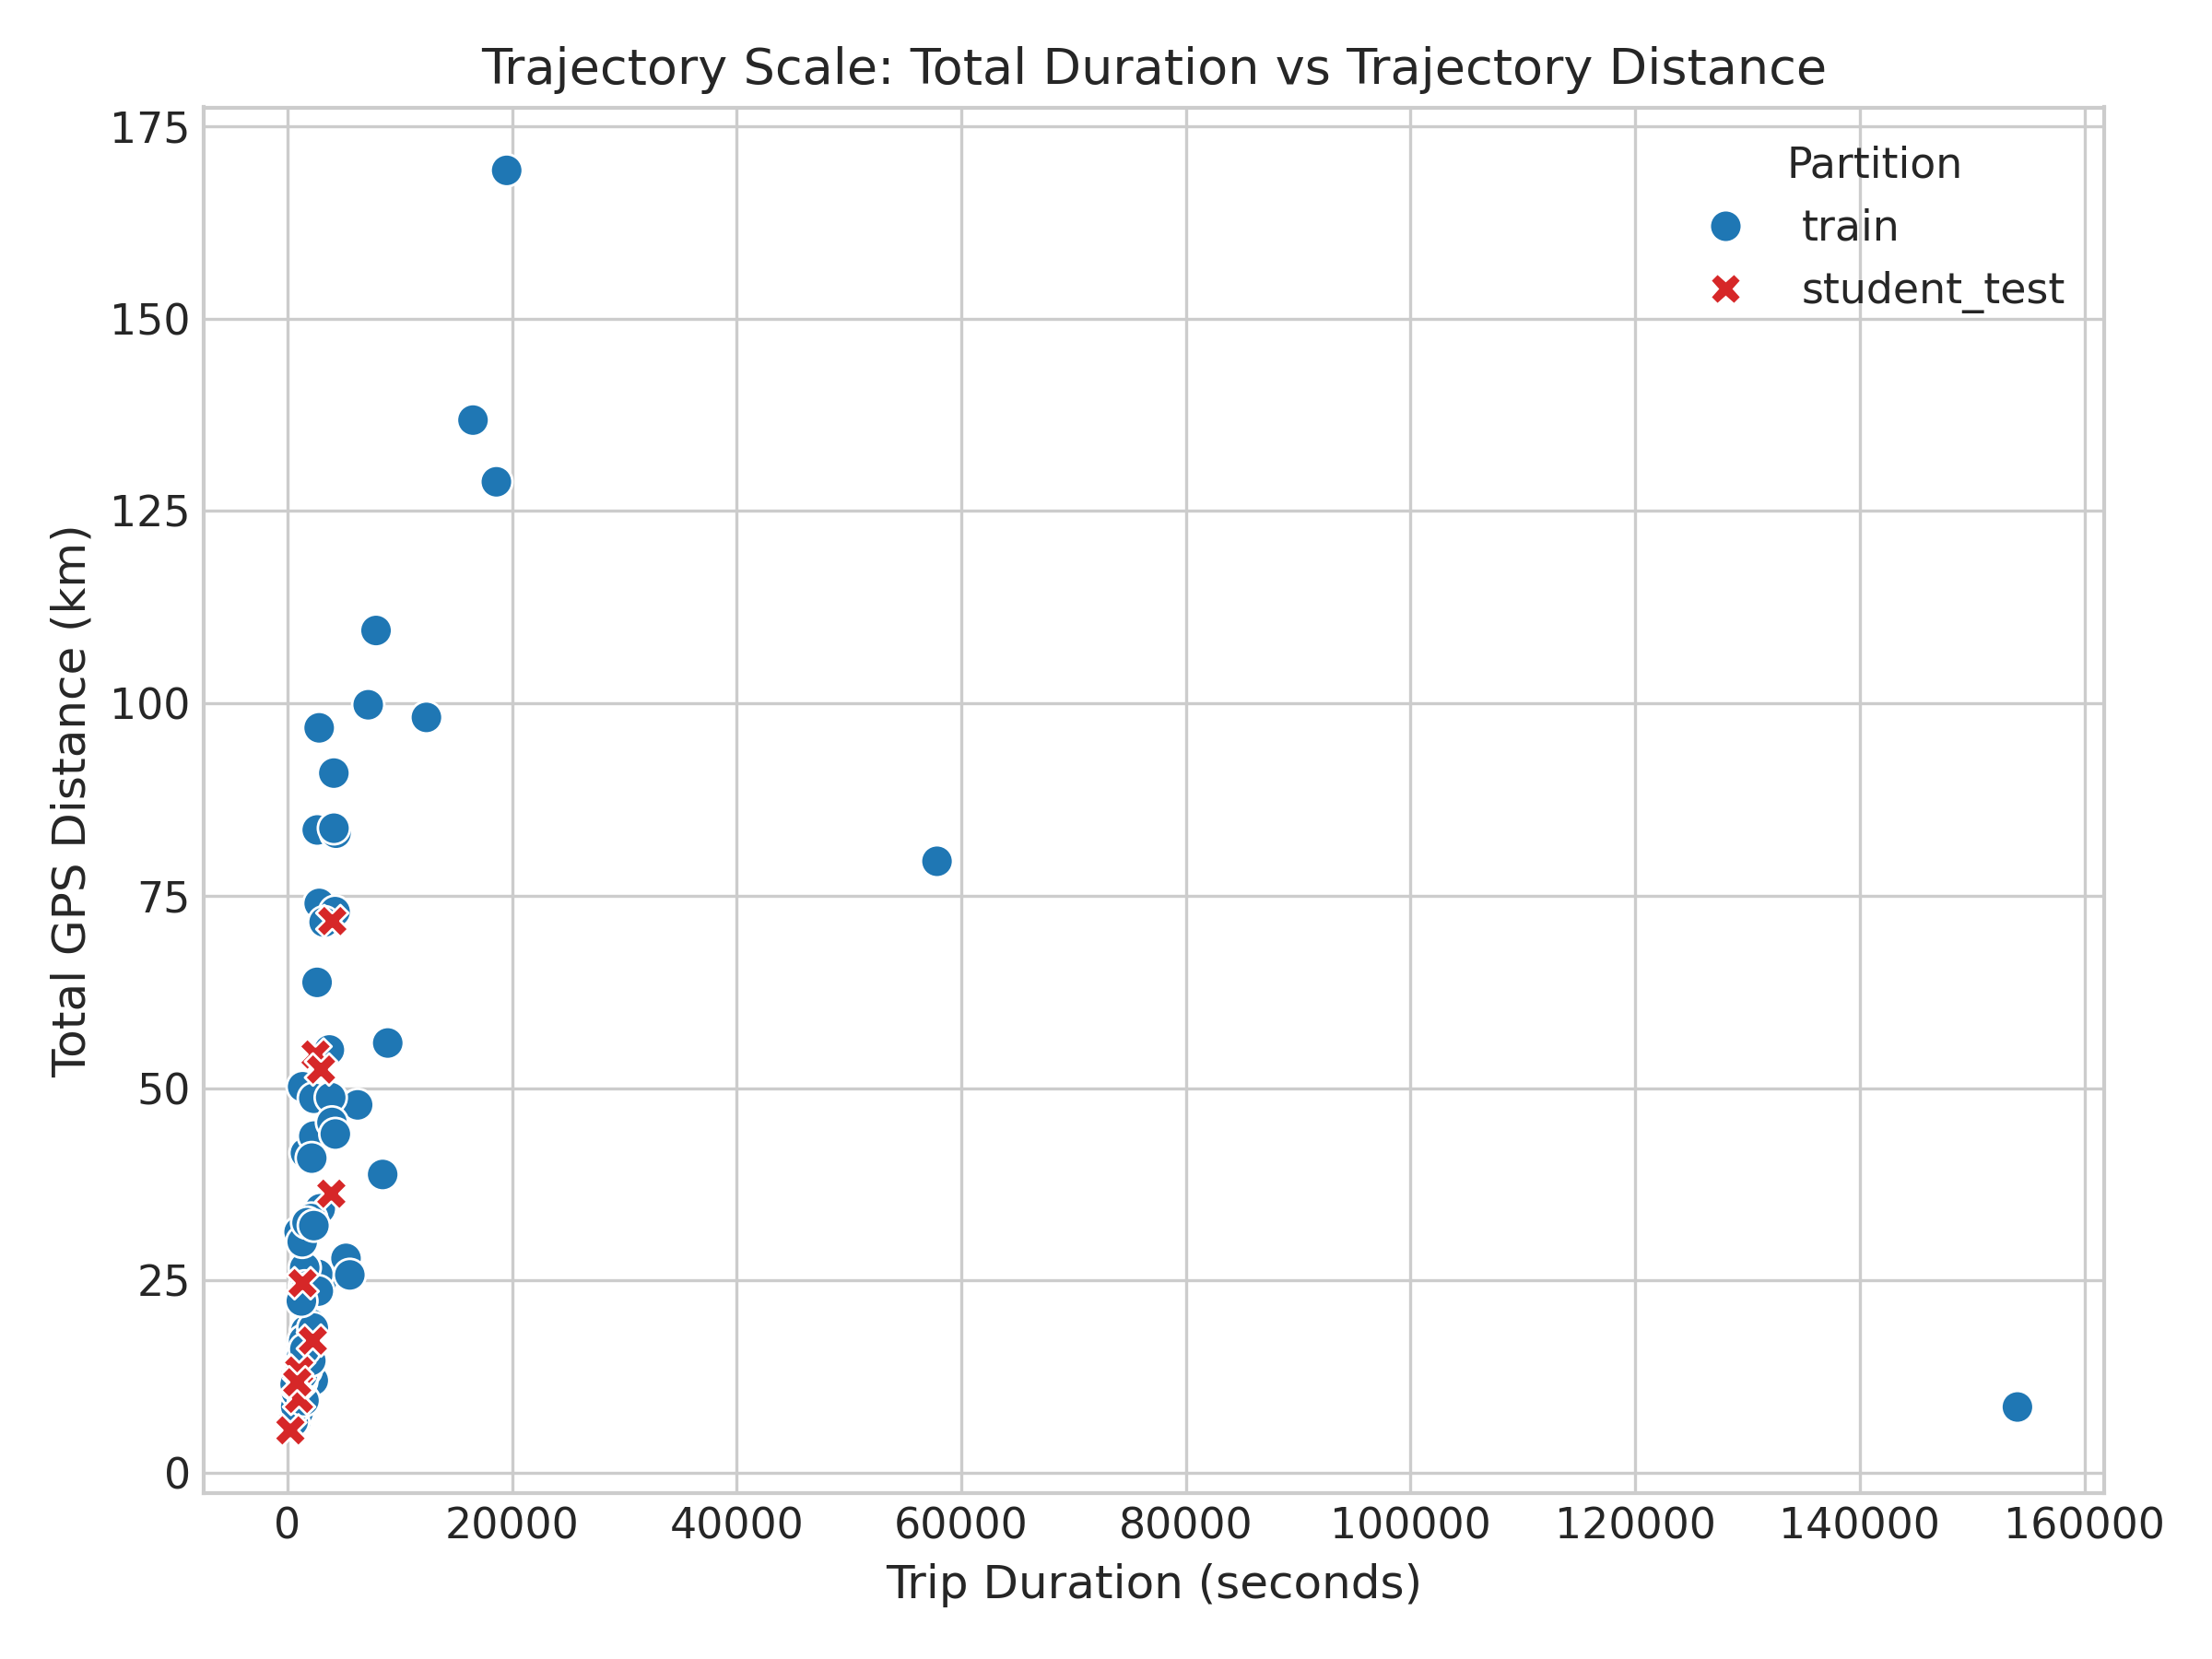 Trajectory Scale: Total Duration vs Trajectory Distance
Partition
train
student_test
Total GPS Distance (km)
175
150
125
100
75
50
25
0
0 20000 40000 60000 80000 100000 120000 140000 160000
Trip Duration (seconds)